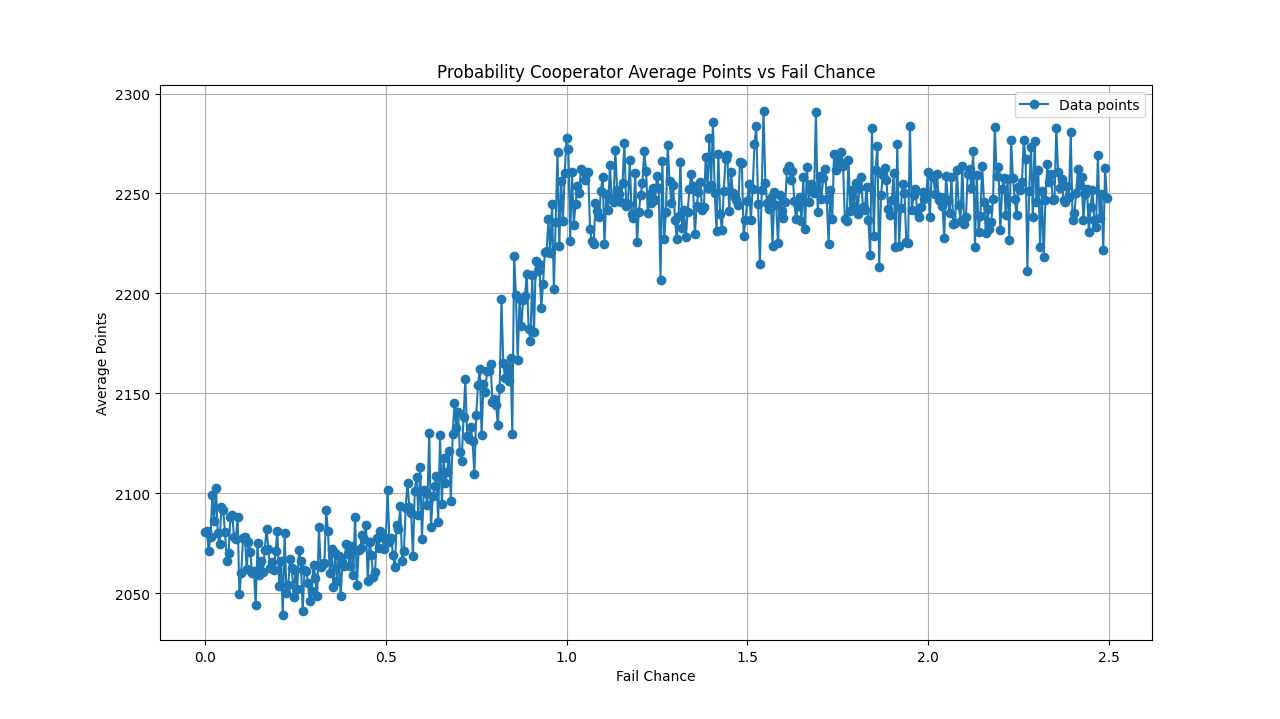 Probability Cooperator Average Points vs Fail Chance
Data points
2300
2250
2200
2150
2100
2050
Average Points
0.0 0.5 1.0 1.5 2.0 2.5
Fail Chance